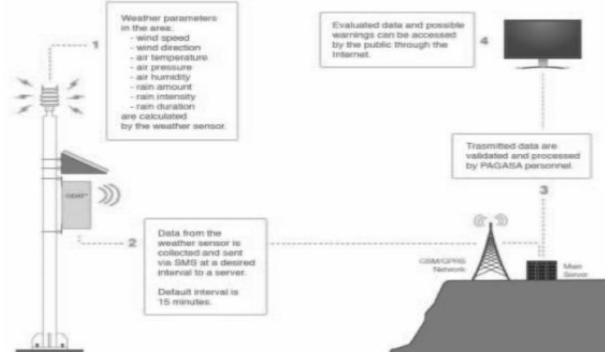 1
Weather parameters
in the area:
- wind speed
- wind direction
- air temperature
- air pressure
- air humidity
- rain amount
- rain intensity
- rain duration
are calculated
by the weather sensor.
Evaluated data and possible
warnings can be accessed
by the public through the
Internet.
4
Trasmitted data are
validated and processed
by PAGASA personnel.
3
2
Data from the
weather sensor is
collected and sent
via SMS at a desired
interval to a server.
Default interval is
15 minutes.
GSM/GPRS
Network
Main
Server